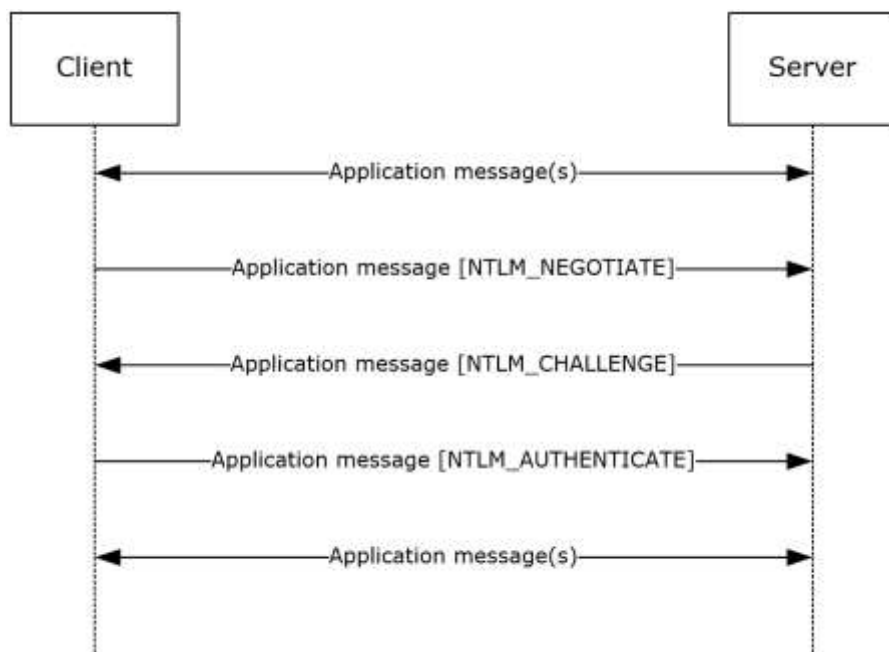 Client
Server
Application message(s)
Application message [NTLM_NEGOTIATE]
Application message [NTLM_CHALLENGE]
Application message [NTLM_AUTHENTICATE]
Application message(s)